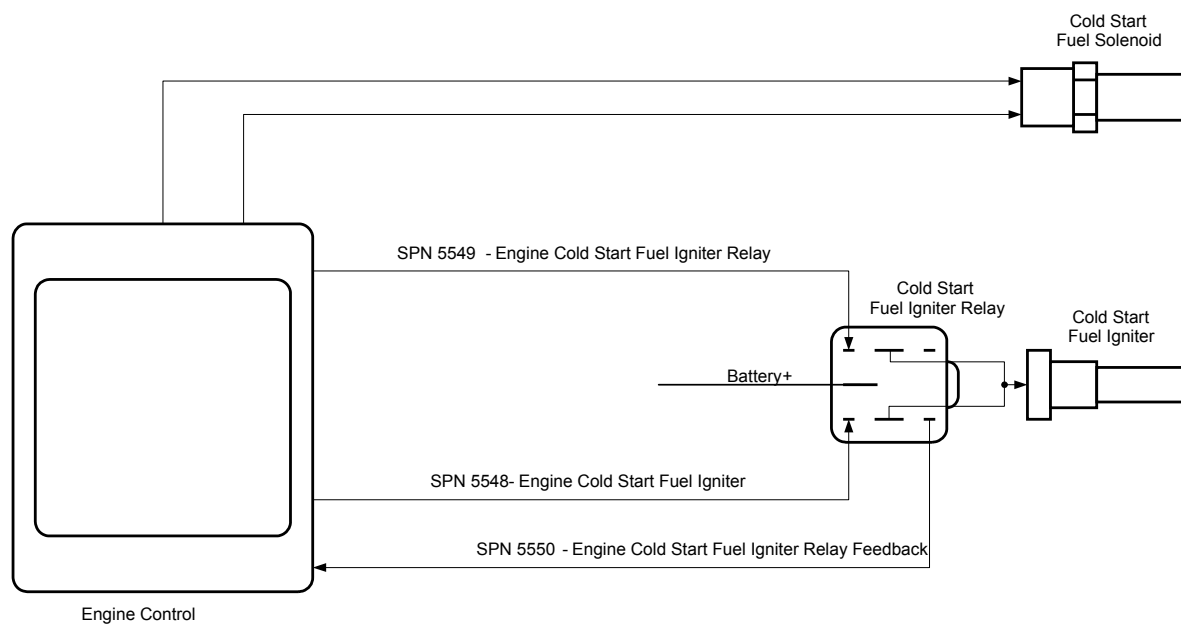 Cold Start
Fuel Solenoid
SPN 5549 - Engine Cold Start Fuel Igniter Relay
Cold Start
Fuel Igniter Relay
Cold Start
Fuel Igniter
Battery+
SPN 5548- Engine Cold Start Fuel Igniter
SPN 5550 - Engine Cold Start Fuel Igniter Relay Feedback
Engine Control